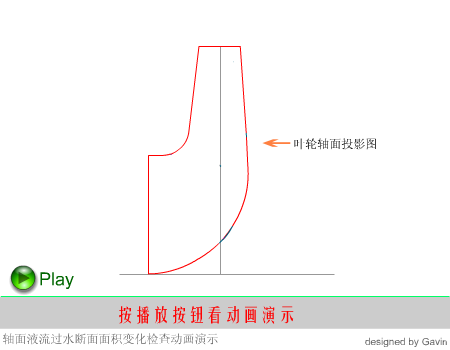 叶轮轴面投影图
Play
按播放按钮看动画演示
轴面液流过水断面面积变化检查动画演示
designed by Gavin